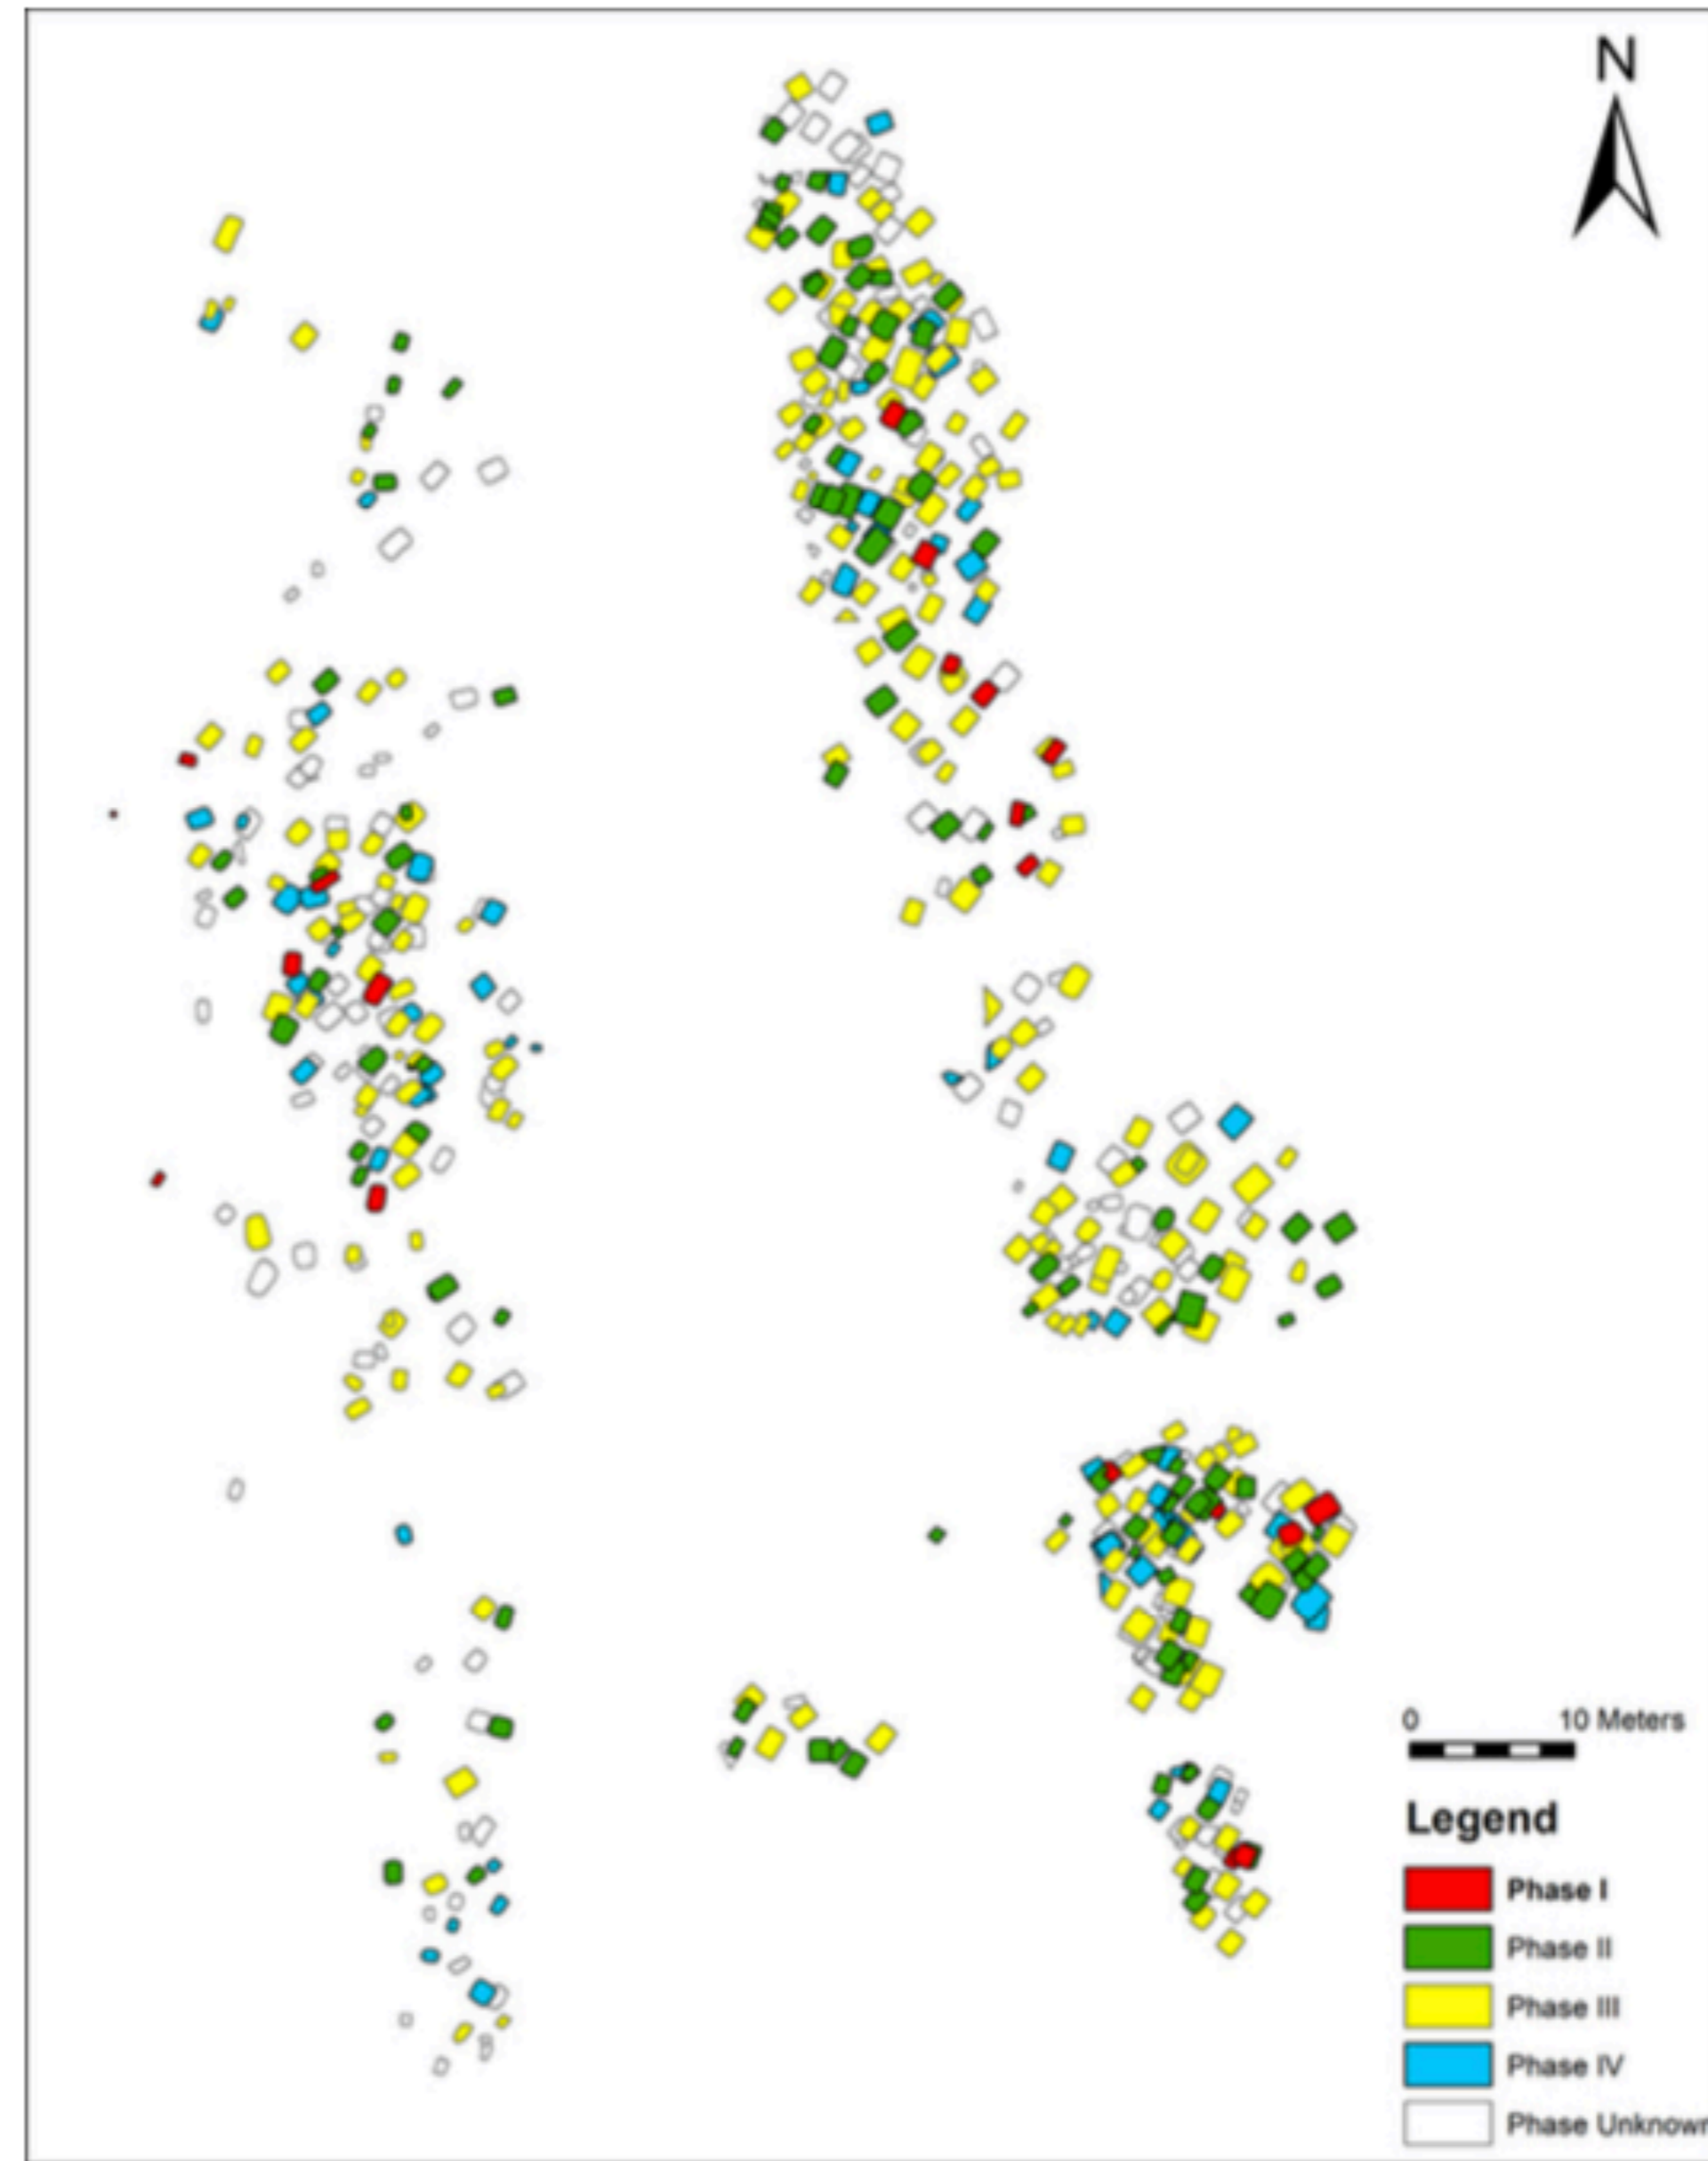 N
0 10 Meters
Legend
Phase I
Phase II
Phase III
Phase IV
Phase Unknown